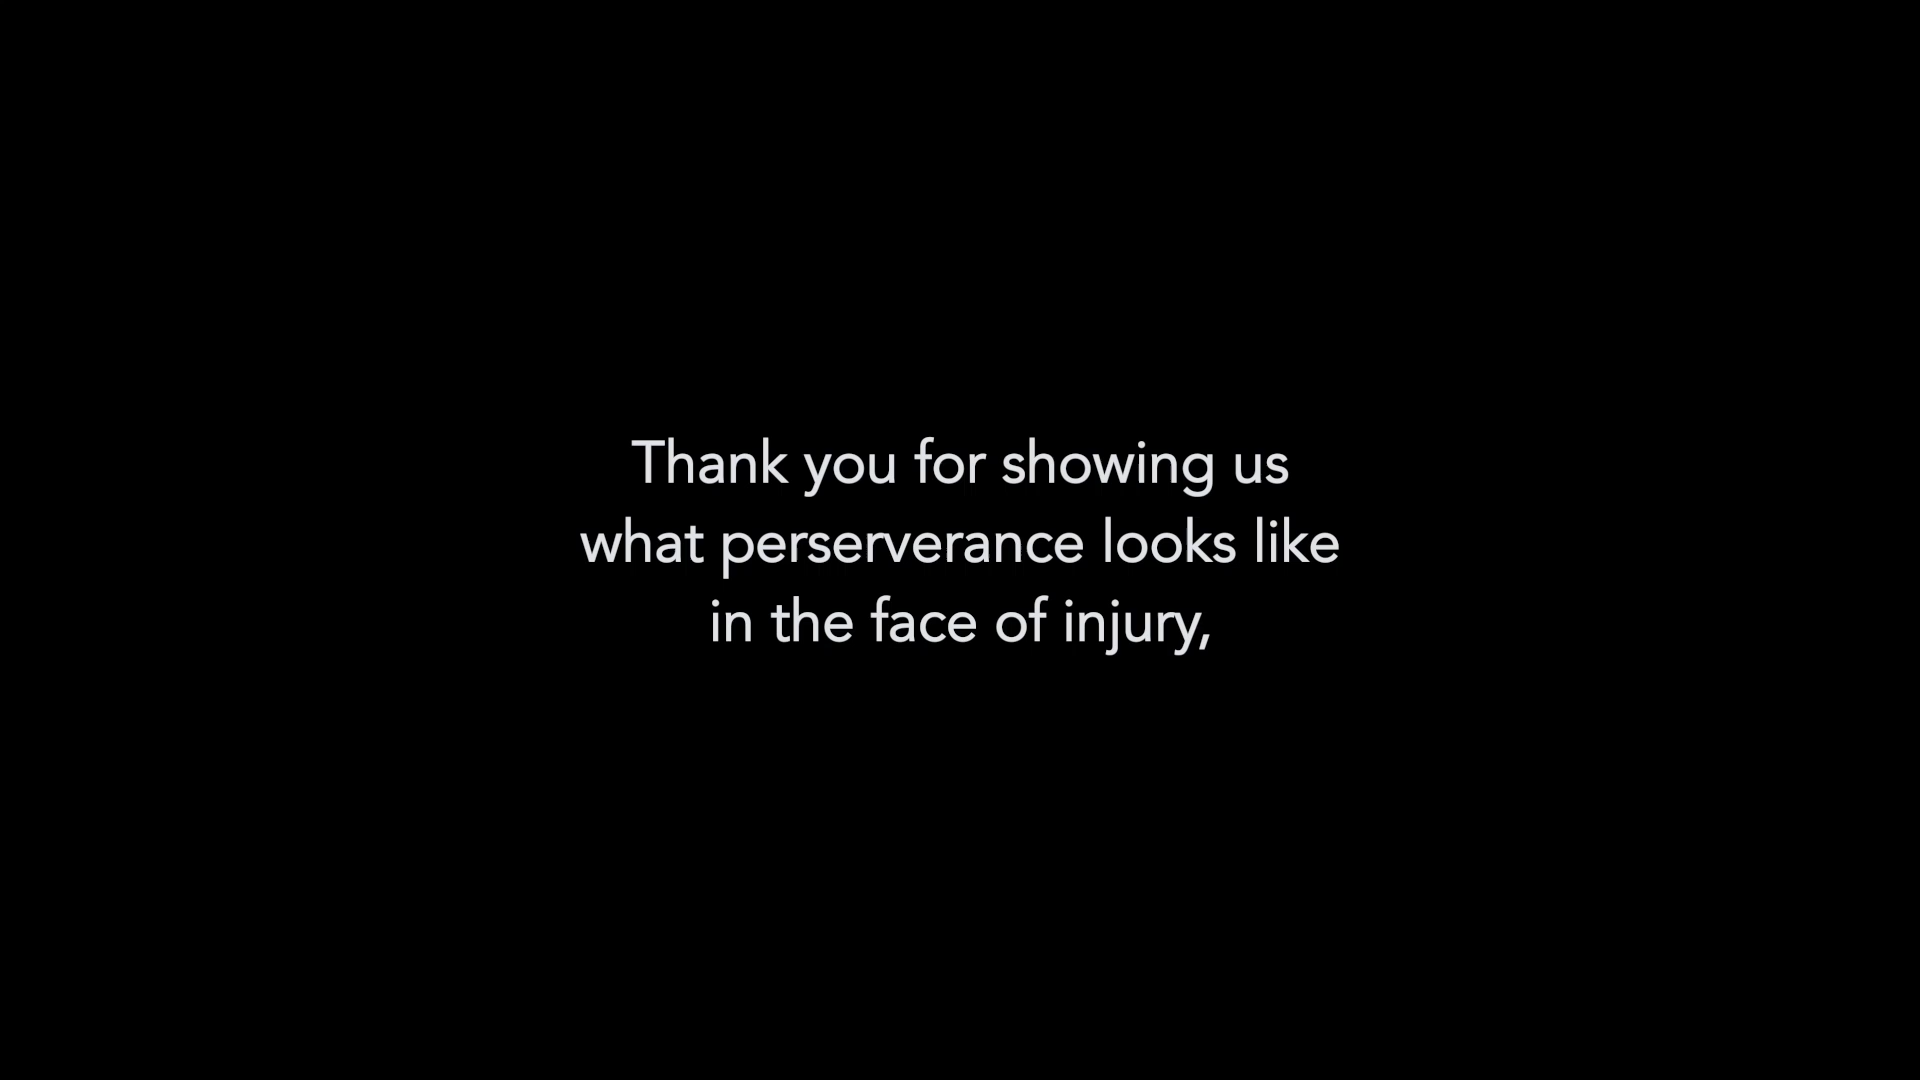 Thank you for showing us
what perserverance looks like
in the face of injury,